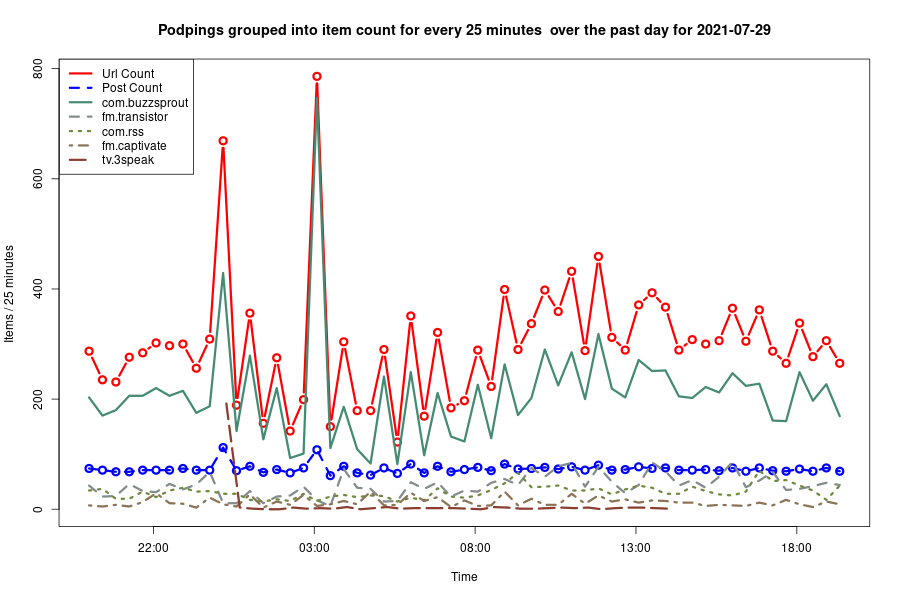 Podpings grouped into item count for every 25 minutes  over the past day for 2021-07-29
Url Count
Post Count
com.buzzsprout
fm.transistor
com.rss
fm.captivate
tv.3speak
Items / 25 minutes
800
600
400
200
0
22:00
03:00
08:00
13:00
18:00
Time